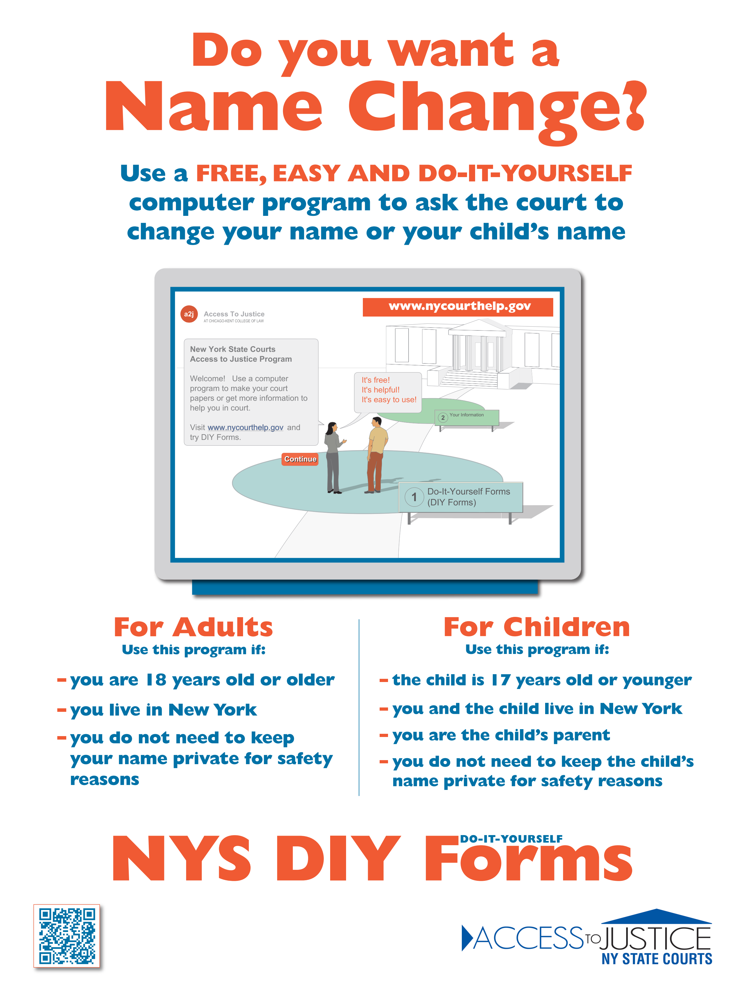 Do you want a
Name Change?
Use a FREE, EASY AND DO-IT-YOURSELF
computer program to ask the court to
change your name or your child's name
www.nycourthelp.gov
a2j Access To Justice
AT CHICAGO-KENT COLLEGE OF LAW
New York State Courts
Access to Justice Program
Welcome! Use a computer
program to make your court
papers or get more information to
help you in court.
Visit www.nycourthelp.gov and
try DIY Forms.
It's free!
It's helpful!
It's easy to use!
2 Your Information
Continue
1 Do-It-Yourself Forms
(DIY Forms)
For Adults
Use this program if:
– you are 18 years old or older
– you live in New York
– you do not need to keep
your name private for safety
reasons
For Children
Use this program if:
– the child is 17 years old or younger
– you and the child live in New York
– you are the child's parent
– you do not need to keep the child's
name private for safety reasons
DO-IT-YOURSELF
NYS DIY Forms
ACCESS TO JUSTICE
NY STATE COURTS